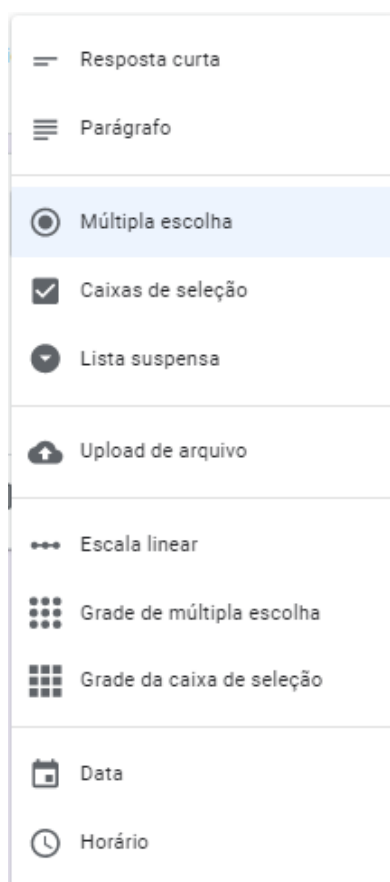 Resposta curta
Parágrafo
Múltipla escolha
Caixas de seleção
Lista suspensa
Upload de arquivo
Escala linear
Grade de múltipla escolha
Grade da caixa de seleção
Data
Horário